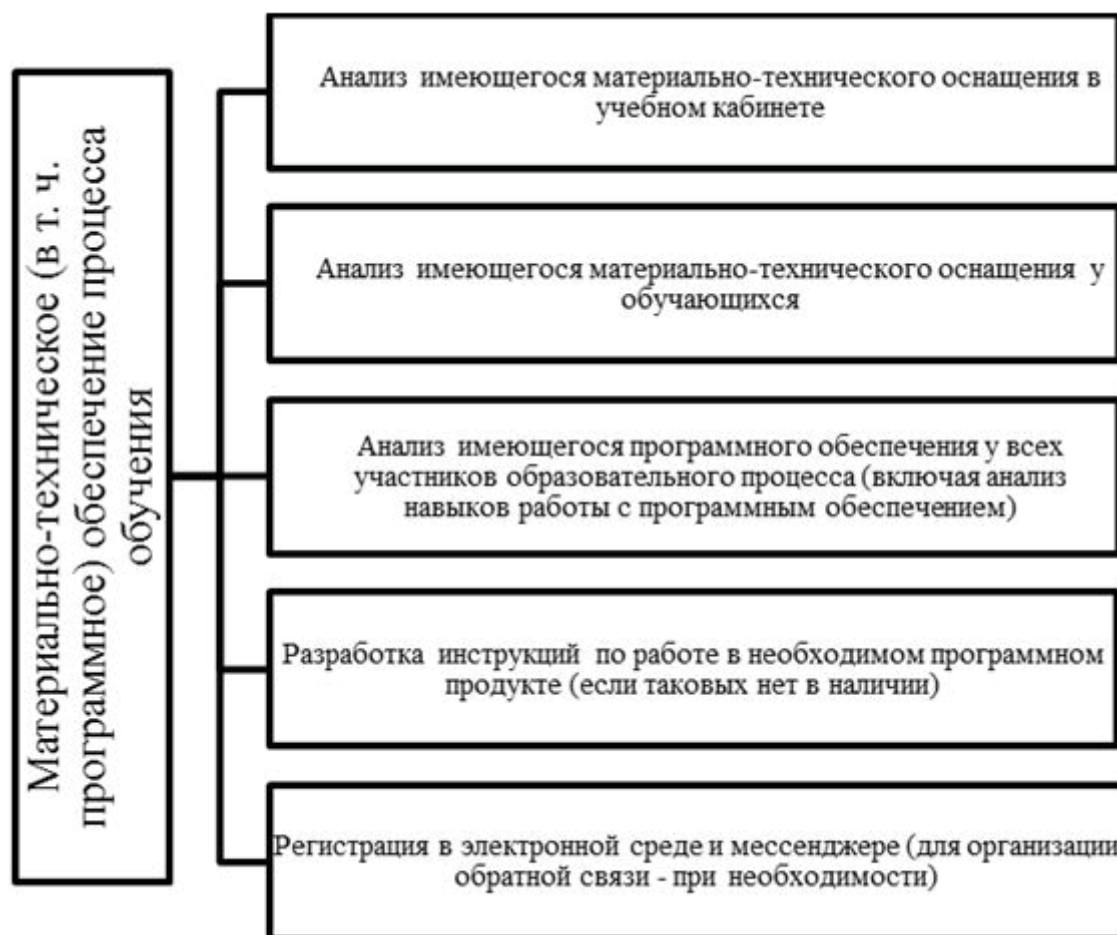 Материально-техническое (в т. ч.
программное) обеспечение процесса
обучения
Анализ имеющегося материально-технического оснащения в
учебном кабинете
Анализ имеющегося материально-технического оснащения у
обучающихся
Анализ имеющегося программного обеспечения у всех
участников образовательного процесса (включая анализ
навыков работы с программным обеспечением)
Разработка инструкций по работе в необходимом программном
продукте (если таковых нет в наличии)
Регистрация в электронной среде и мессенджере (для организации
обратной связи - при необходимости)